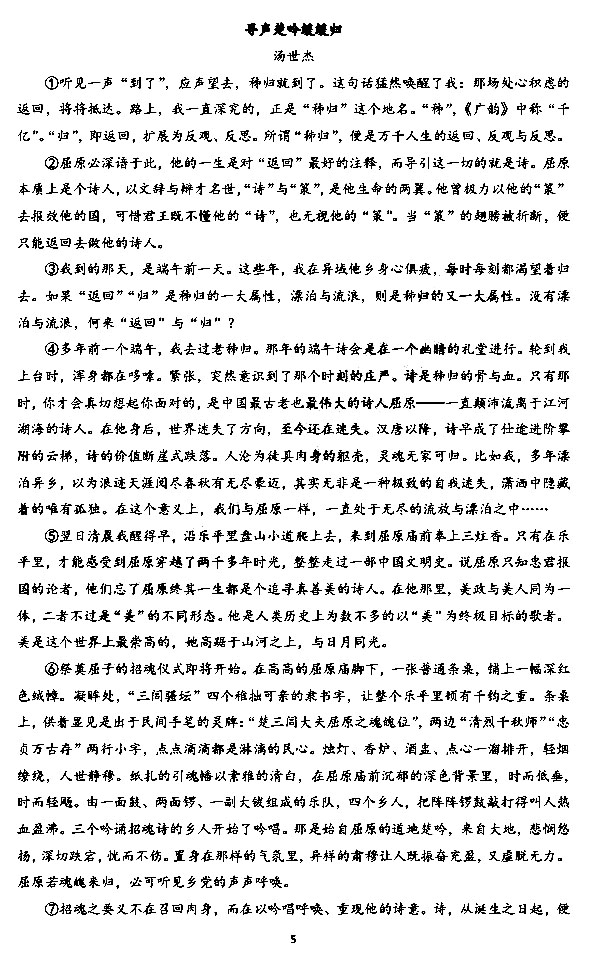 寻声楚吟缓缓归
汤世杰
①听见一声“到了”，应声望去，秭归就到了。这句话猛然唤醒了我：那场处心积虑的
返回，将将抵达。路上，我一直深究的，正是“秭归”这个地名。“秭”，《广韵》中称“千
亿”。“归”，即返回，扩展为反观、反思。所谓“秭归”，便是万千人生的返回、反观与反思。
②屈原必深谙于此，他的一生是对“返回”最好的注释，而导引这一切的就是诗。屈原
本质上是个诗人，以文辞与辩才名世，“诗”与“策”，是他生命的两翼。他曾极力以他的“策”
去报效他的国，可惜君王既不懂他的“诗”，也无视他的“策”。当“策”的翅膀被折断，便
只能返回去做他的诗人。
③我到的那天，是端午前一天。这些年，我在异域他乡身心俱疲，每时每刻都渴望着归
去。如果“返回”“归”是秭归的一大属性，漂泊与流浪，则是秭归的又一大属性。没有漂
泊与流浪，何来“返回”与“归”？
④多年前一个端午，我去过老秭归。那年的端午诗会是在一个幽暗的礼堂进行。轮到我
上台时，浑身都在哆嗦。紧张，突然意识到了那个时刻的庄严。诗是秭归的骨与血。只有那
时，你才会真切想起你面对的，是中国最古老也最伟大的诗人屈原——一直颠沛流离于江河
湖海的诗人。在他身后，世界迷失了方向，至今还在迷失。汉唐以降，诗早成了仕途进阶攀
附的云梯，诗的价值断崖式跌落。人沦为徒具肉身的躯壳，灵魂无家可归。比如我，多年漂
泊异乡，以为浪迹天涯阅尽春秋有无尽豪迈，其实无非是一种极致的自我迷失，潇洒中隐藏
着的唯有孤独。在这个意义上，我们与屈原一样，一直处于无尽的流放与漂泊之中……
⑤翌日清晨我醒得早，沿乐平里盘山小道爬上去，来到屈原庙前奉上三炷香。只有在乐
平里，才能感受到屈原穿越了两千多年时光，整整走过一部中国文明史。说屈原只知忠君报
国的论者，他们忘了屈原终其一生都是个追寻真善美的诗人。在他那里，美政与美人同为一
体，二者不过是“美”的不同形态。他是人类历史上为数不多的以“美”为终极目标的歌者。
美是这个世界上最崇高的，她高踞于山河之上，与日月同光。
⑥祭奠屈子的招魂仪式即将开始。在高高的屈原庙脚下，一张普通条桌，铺上一幅深红
色绒幛。凝眸处，“三闾骚坛”四个稚拙可亲的隶书字，让整个乐平里顿有千钧之重。条桌
上，供着显见是出于民间手笔的灵牌：“楚三闾大夫屈原之魂魄位”，两边“清烈千秋师”“忠
贞万古存”两行小字，点点滴滴都是淋漓的民心。烛灯、香炉、酒盅、点心一溜排开，轻烟
缭绕，人世静穆。纸扎的引魂幡以素雅的清白，在屈原庙前沉郁的深色背景里，时而低垂，
时而轻飏。由一面鼓、两面锣、一副大钹组成的乐队，四个乡人，把阵阵锣鼓敲打得叫人热
血盈沸。三个吟诵招魂诗的乡人开始了吟唱。那是始自屈原的道地楚吟，来自大地，悲悯悠
扬，深切跌宕，忧而不伤。置身在那样的气氛里，异样的肃穆让人既振奋充盈，又虚脱无力。
屈原若魂魄来归，必可听见乡党的声声呼唤。
⑦招魂之要义不在召回肉身，而在以吟唱呼唤、重现他的诗意。诗，从诞生之日起，便
5